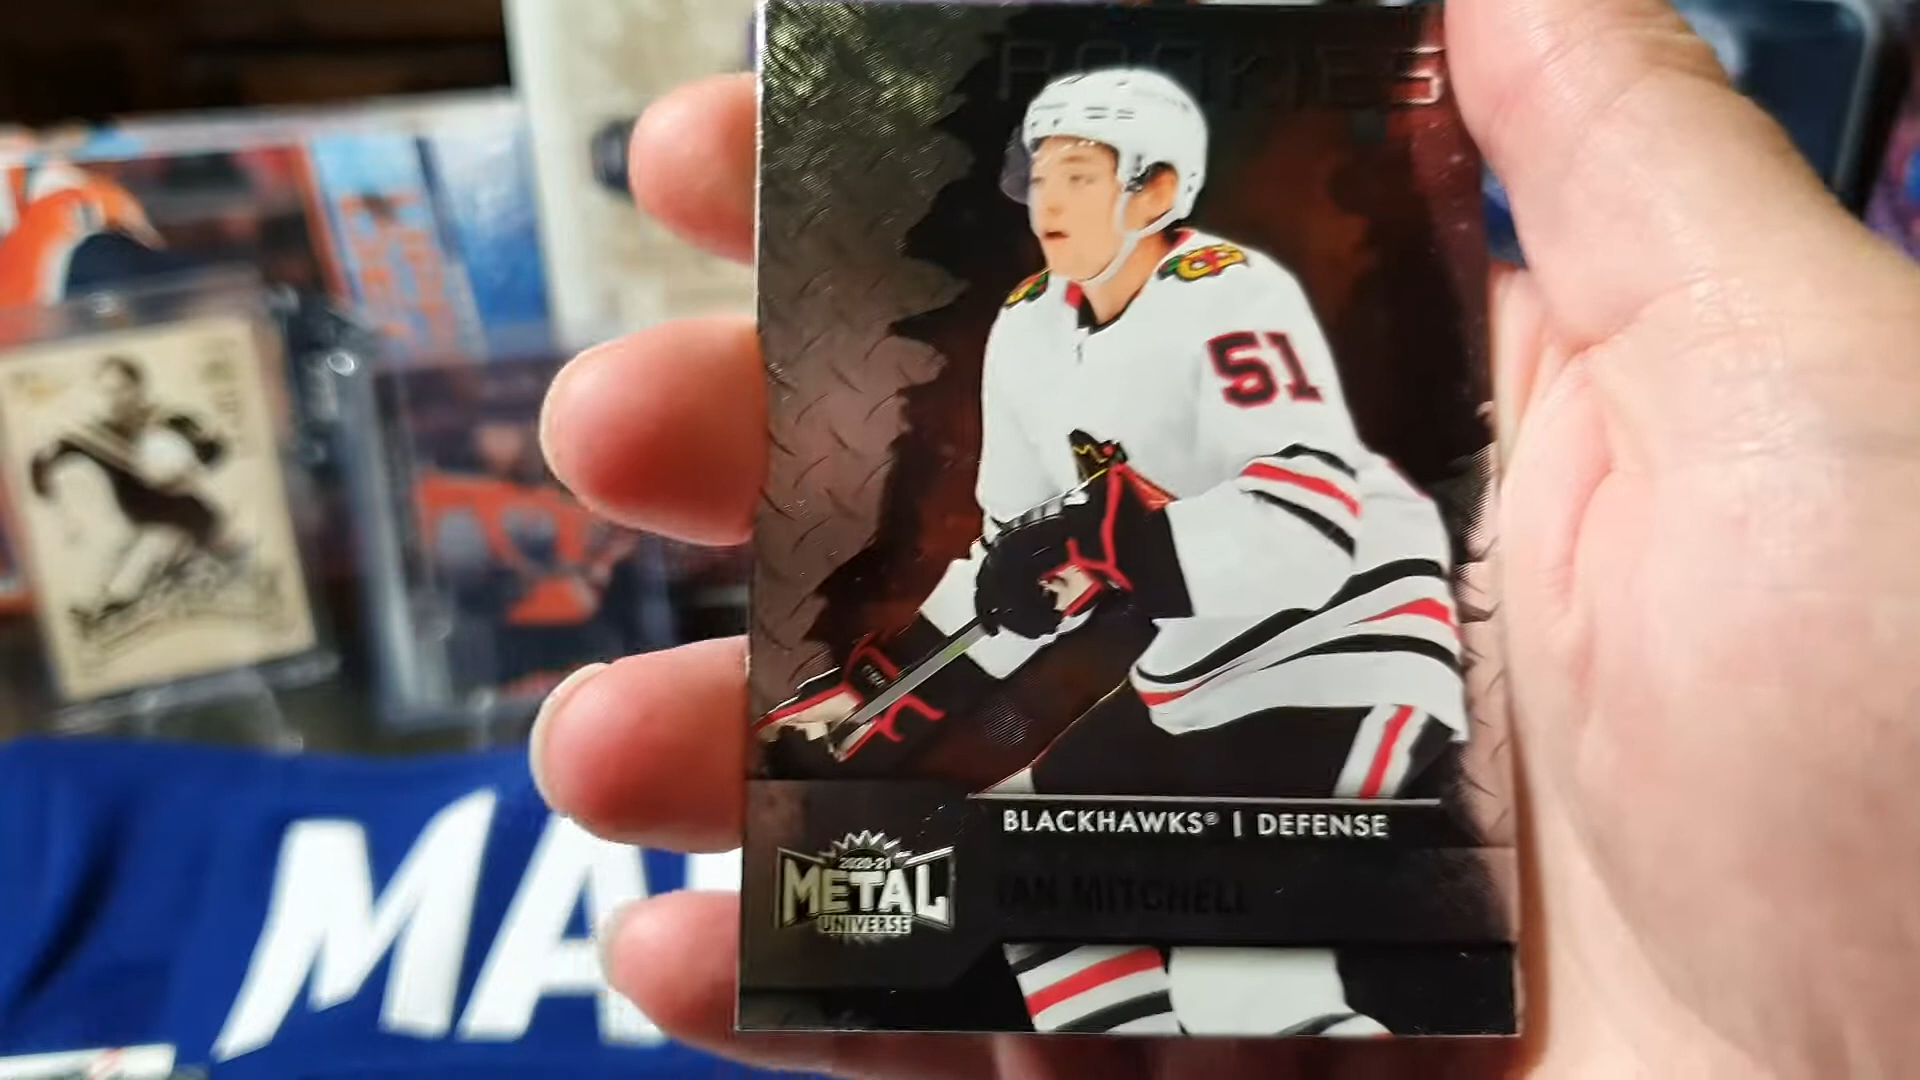 ROOKIES
51
BLACKHAWKS® | DEFENSE
2020-21
METAL
UNIVERSE
IAN MITCHELL
MA